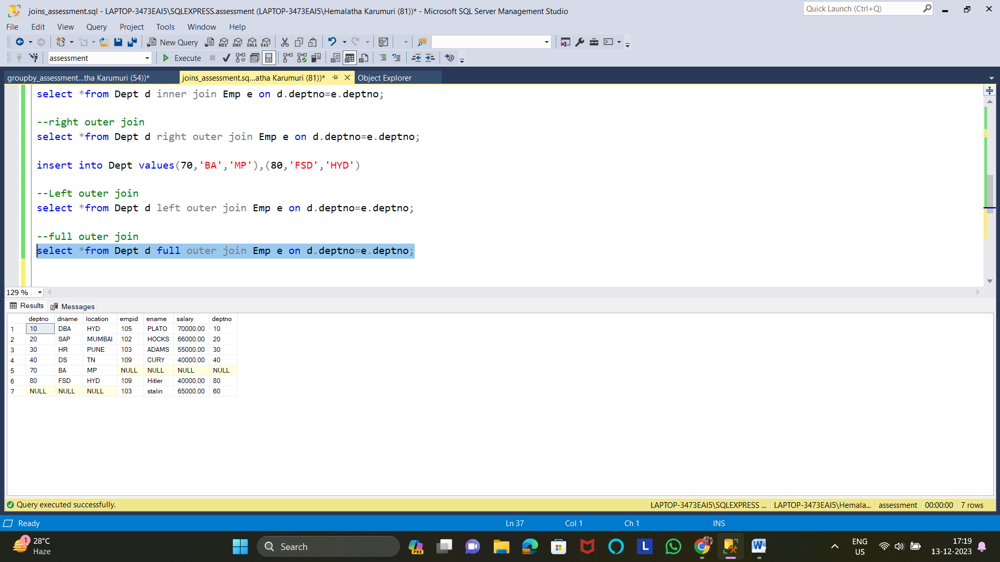 joins_assessment.sql - LAPTOP-3473EAI5\SQLEXPRESS.assessment (LAPTOP-3473EAI5\Hemalatha Karumuri (81))* - Microsoft SQL Server Management Studio
Quick Launch (Ctrl+Q)
File Edit View Query Project Tools Window Help
New Query MDX DMX XMLA DAX
assessment Execute
groupby_assessment...tha Karumuri (54))* joins_assessment.sq...atha Karumuri (81))* Object Explorer
select *from Dept d inner join Emp e on d.deptno=e.deptno;
--right outer join
select *from Dept d right outer join Emp e on d.deptno=e.deptno;
insert into Dept values(70,'BA','MP'),(80,'FSD','HYD')
--Left outer join
select *from Dept d left outer join Emp e on d.deptno=e.deptno;
--full outer join
select *from Dept d full outer join Emp e on d.deptno=e.deptno;
129 %
Results Messages
deptno dname location empid ename salary deptno
1 10 DBA HYD 105 PLATO 70000.00 10
2 20 SAP MUMBAI 102 HOCKS 66000.00 20
3 30 HR PUNE 103 ADAMS 55000.00 30
4 40 DS TN 109 CURY 40000.00 40
5 70 BA MP NULL NULL NULL NULL
6 80 FSD HYD 109 Hitler 40000.00 80
7 NULL NULL NULL 103 stalin 65000.00 60
Query executed successfully. LAPTOP-3473EAI5\SQLEXPRESS ... LAPTOP-3473EAI5\Hemala... assessment 00:00:00 7 rows
Ready Ln 37 Col 1 Ch 1 INS
1 28°C
Haze
Search
PRE
L
W
ENG
US
17:19
13-12-2023